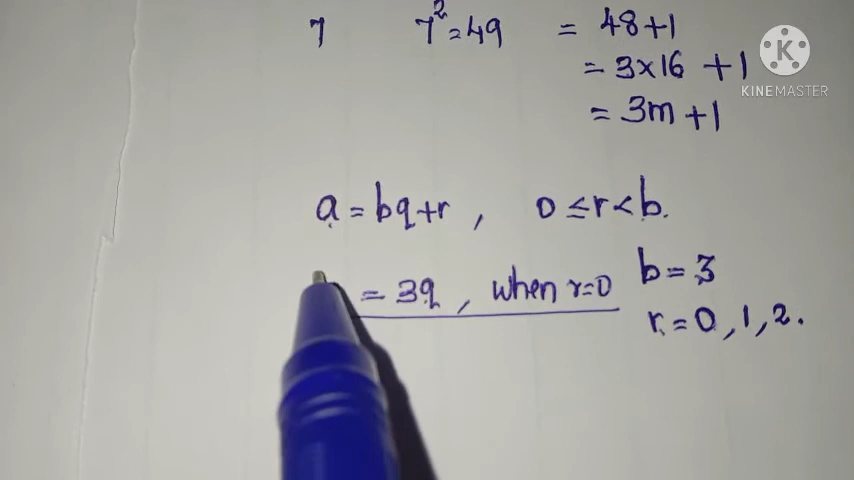 7 7² = 49 = 48+1
= 3×16 +1
= 3m +1
a = bq+r, 0 ≤ r < b.
= 3q, when r=0
b = 3
r = 0, 1, 2.
K
KINEMASTER